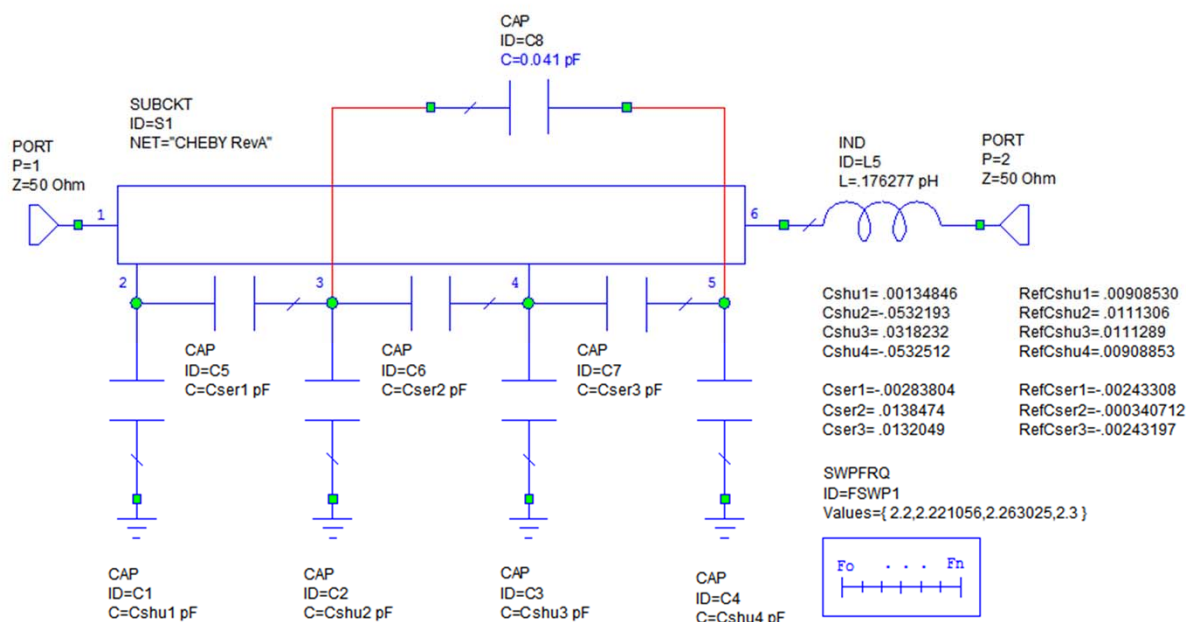 CAP
ID=C8
C=0.041 pF
SUBCKT
ID=S1
NET="CHEBY RevA"
PORT
P=1
Z=50 Ohm
IND
ID=L5
L=.176277 pH
PORT
P=2
Z=50 Ohm
1
6
2
3
4
5
CAP
ID=C5
C=Cser1 pF
CAP
ID=C6
C=Cser2 pF
CAP
ID=C7
C=Cser3 pF
Cshu1= .00134846
Cshu2=-.0532193
Cshu3= .0318232
Cshu4=-.0532512
RefCshu1= .00908530
RefCshu2= .0111306
RefCshu3= .0111289
RefCshu4= .00908853
Cser1=-.00283804
Cser2= .0138474
Cser3= .0132049
RefCser1=-.00243308
RefCser2=-.000340712
RefCser3=-.00243197
SWPFRQ
ID=FSWP1
Values={ 2.2,2.221056,2.263025,2.3 }
Fo . . . Fn
CAP
ID=C1
C=Cshu1 pF
CAP
ID=C2
C=Cshu2 pF
CAP
ID=C3
C=Cshu3 pF
CAP
ID=C4
C=Cshu4 pF